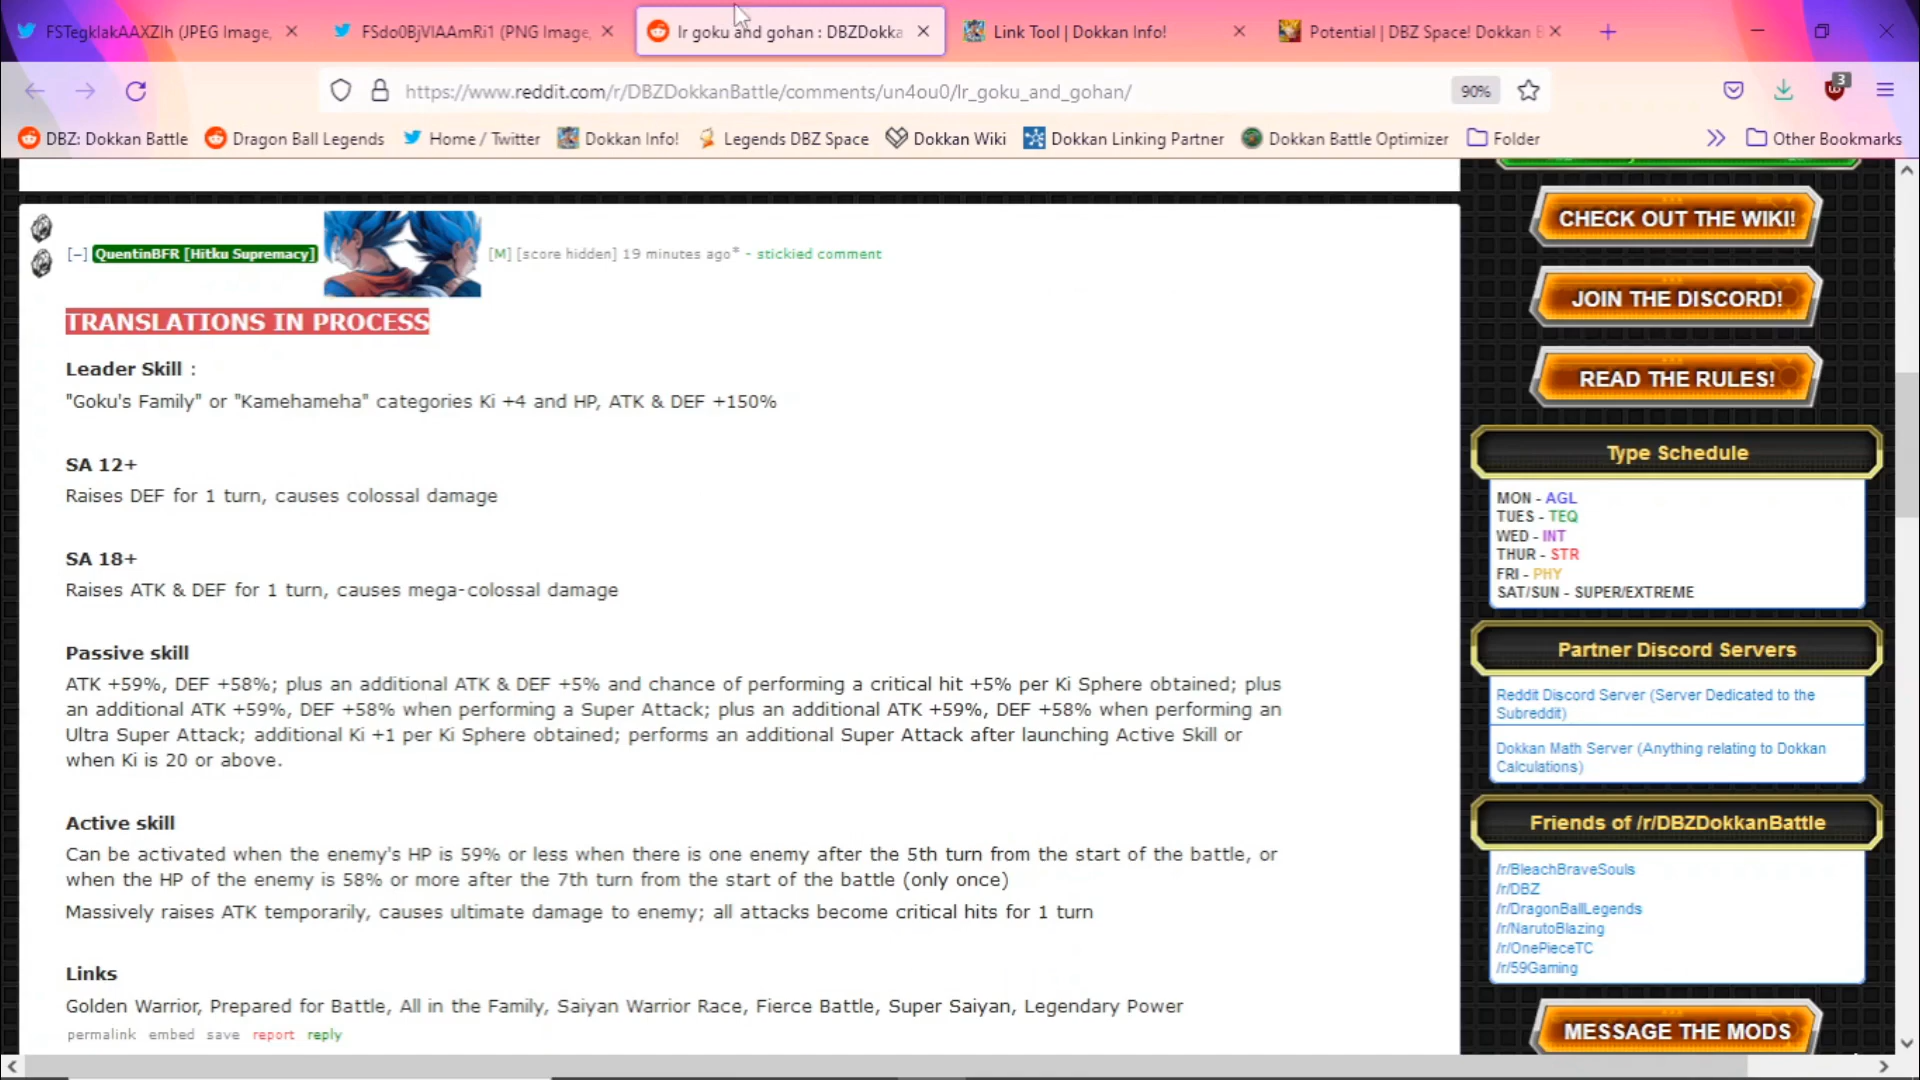 FSTegklakAAXZlh (JPEG Image,
FSdo0BjVIAAmRi1 (PNG Image,
lr goku and gohan : DBZDokka
Link Tool | Dokkan Info!
Potential | DBZ Space! Dokkan B
https://www.reddit.com/r/DBZDokkanBattle/comments/un4ou0/lr_goku_and_gohan/
90%
3
DBZ: Dokkan Battle
Dragon Ball Legends
Home / Twitter
Dokkan Info!
Legends DBZ Space
Dokkan Wiki
Dokkan Linking Partner
Dokkan Battle Optimizer
Folder
Other Bookmarks
[–] QuentinBFR [Hitku Supremacy] [M] [score hidden] 19 minutes ago* - stickied comment
TRANSLATIONS IN PROCESS
Leader Skill :
"Goku's Family" or "Kamehameha" categories Ki +4 and HP, ATK & DEF +150%
SA 12+
Raises DEF for 1 turn, causes colossal damage
SA 18+
Raises ATK & DEF for 1 turn, causes mega-colossal damage
Passive skill
ATK +59%, DEF +58%; plus an additional ATK & DEF +5% and chance of performing a critical hit +5% per Ki Sphere obtained; plus
an additional ATK +59%, DEF +58% when performing a Super Attack; plus an additional ATK +59%, DEF +58% when performing an
Ultra Super Attack; additional Ki +1 per Ki Sphere obtained; performs an additional Super Attack after launching Active Skill or
when Ki is 20 or above.
Active skill
Can be activated when the enemy's HP is 59% or less when there is one enemy after the 5th turn from the start of the battle, or
when the HP of the enemy is 58% or more after the 7th turn from the start of the battle (only once)
Massively raises ATK temporarily, causes ultimate damage to enemy; all attacks become critical hits for 1 turn
Links
Golden Warrior, Prepared for Battle, All in the Family, Saiyan Warrior Race, Fierce Battle, Super Saiyan, Legendary Power
permalink embed save report reply
CHECK OUT THE WIKI!
JOIN THE DISCORD!
READ THE RULES!
Type Schedule
MON - AGL
TUES - TEQ
WED - INT
THUR - STR
FRI - PHY
SAT/SUN - SUPER/EXTREME
Partner Discord Servers
Reddit Discord Server (Server Dedicated to the
Subreddit)
Dokkan Math Server (Anything relating to Dokkan
Calculations)
Friends of /r/DBZDokkanBattle
/r/BleachBraveSouls
/r/DBZ
/r/DragonBallLegends
/r/NarutoBlazing
/r/OnePieceTC
/r/59Gaming
MESSAGE THE MODS